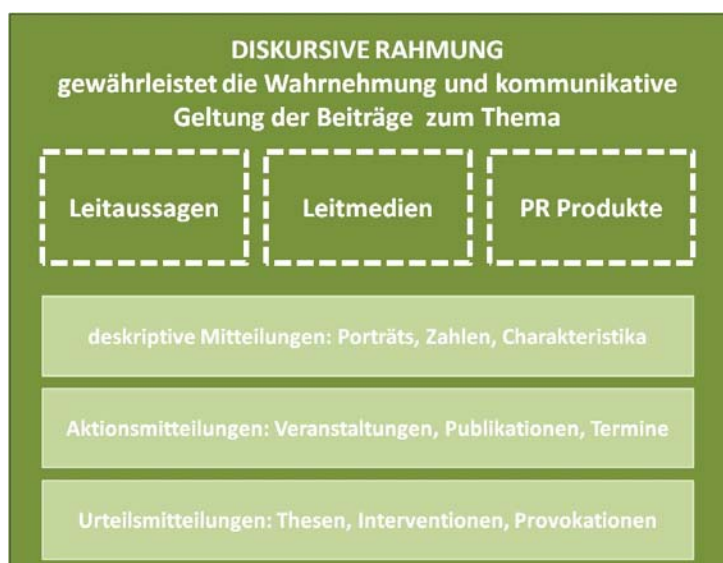 DISKURSIVE RAHMUNG
gewährleistet die Wahrnehmung und kommunikative
Geltung der Beiträge zum Thema
Leitaussagen
Leitmedien
PR Produkte
deskriptive Mitteilungen: Porträts, Zahlen, Charakteristika
Aktionsmitteilungen: Veranstaltungen, Publikationen, Termine
Urteilsmitteilungen: Thesen, Interventionen, Provokationen